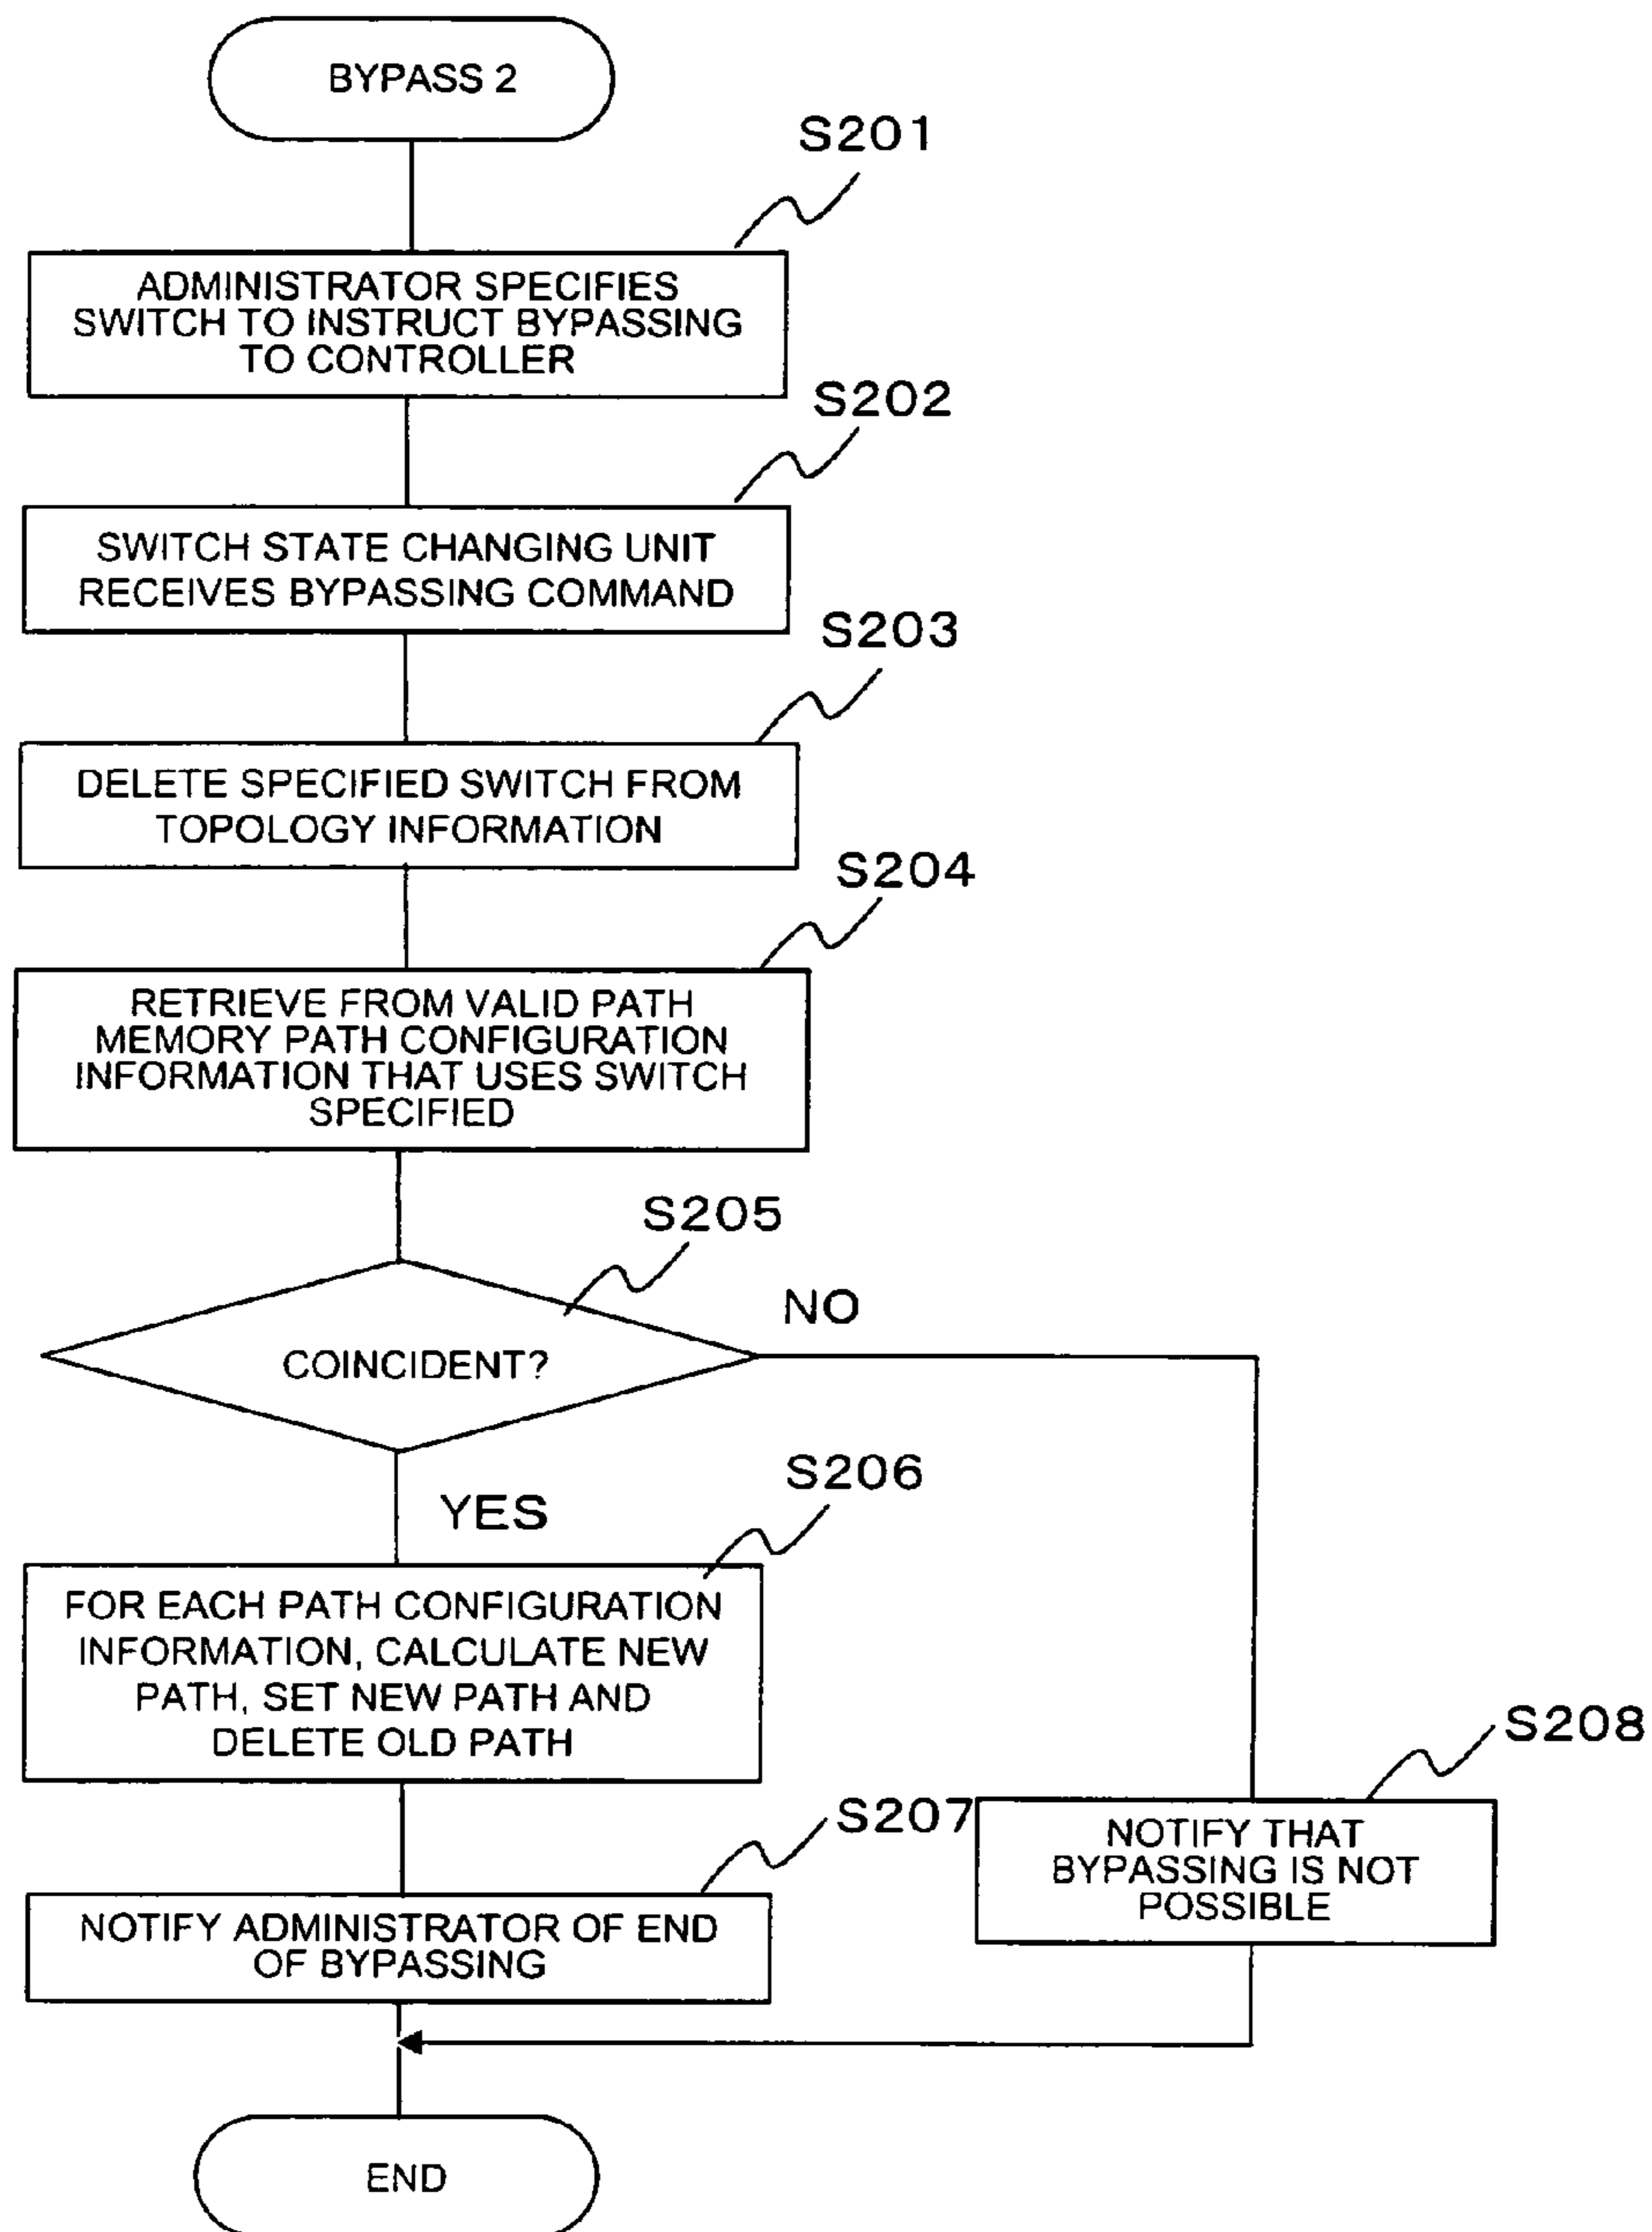 BYPASS 2
S201
ADMINISTRATOR SPECIFIES
SWITCH TO INSTRUCT BYPASSING
TO CONTROLLER
S202
SWITCH STATE CHANGING UNIT
RECEIVES BYPASSING COMMAND
S203
DELETE SPECIFIED SWITCH FROM
TOPOLOGY INFORMATION
S204
RETRIEVE FROM VALID PATH
MEMORY PATH CONFIGURATION
INFORMATION THAT USES SWITCH
SPECIFIED
S205
COINCIDENT?
NO
YES
S206
FOR EACH PATH CONFIGURATION
INFORMATION, CALCULATE NEW
PATH, SET NEW PATH AND
DELETE OLD PATH
S207
NOTIFY ADMINISTRATOR OF END
OF BYPASSING
S208
NOTIFY THAT
BYPASSING IS NOT
POSSIBLE
END